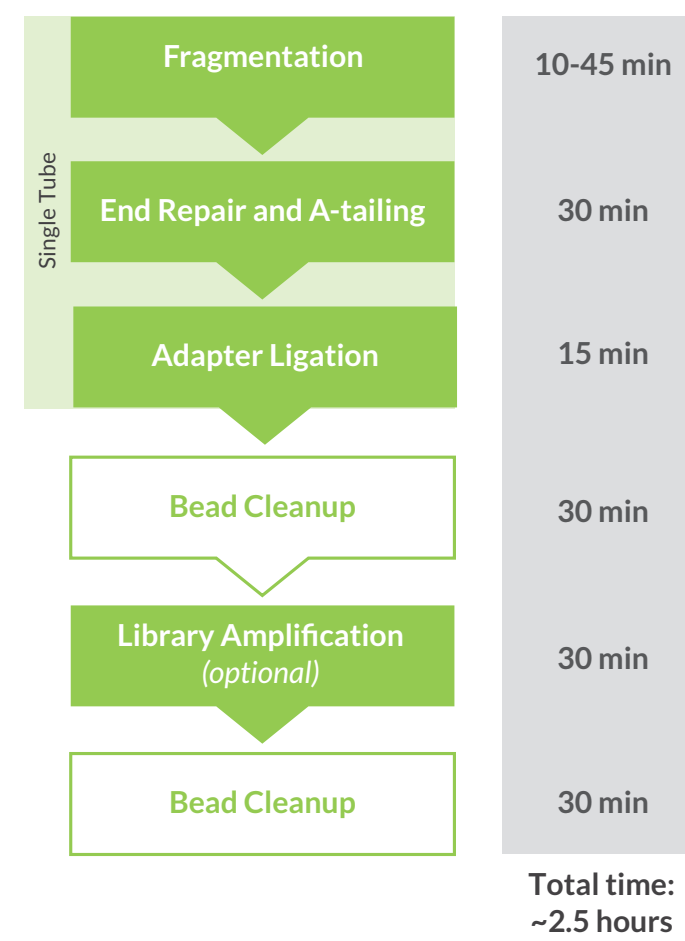 Single Tube
Fragmentation
10-45 min
End Repair and A-tailing
30 min
Adapter Ligation
15 min
Bead Cleanup
30 min
Library Amplification
(optional)
30 min
Bead Cleanup
30 min
Total time:
~2.5 hours